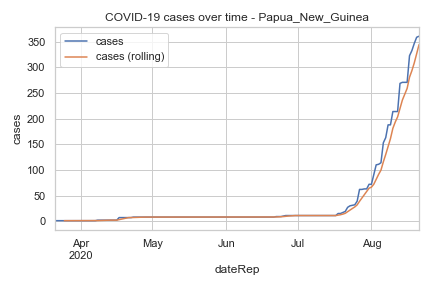 COVID-19 cases over time - Papua_New_Guinea
cases
cases (rolling)
350
300
250
200
150
100
50
0
cases
Apr
2020
May
Jun
Jul
Aug
dateRep